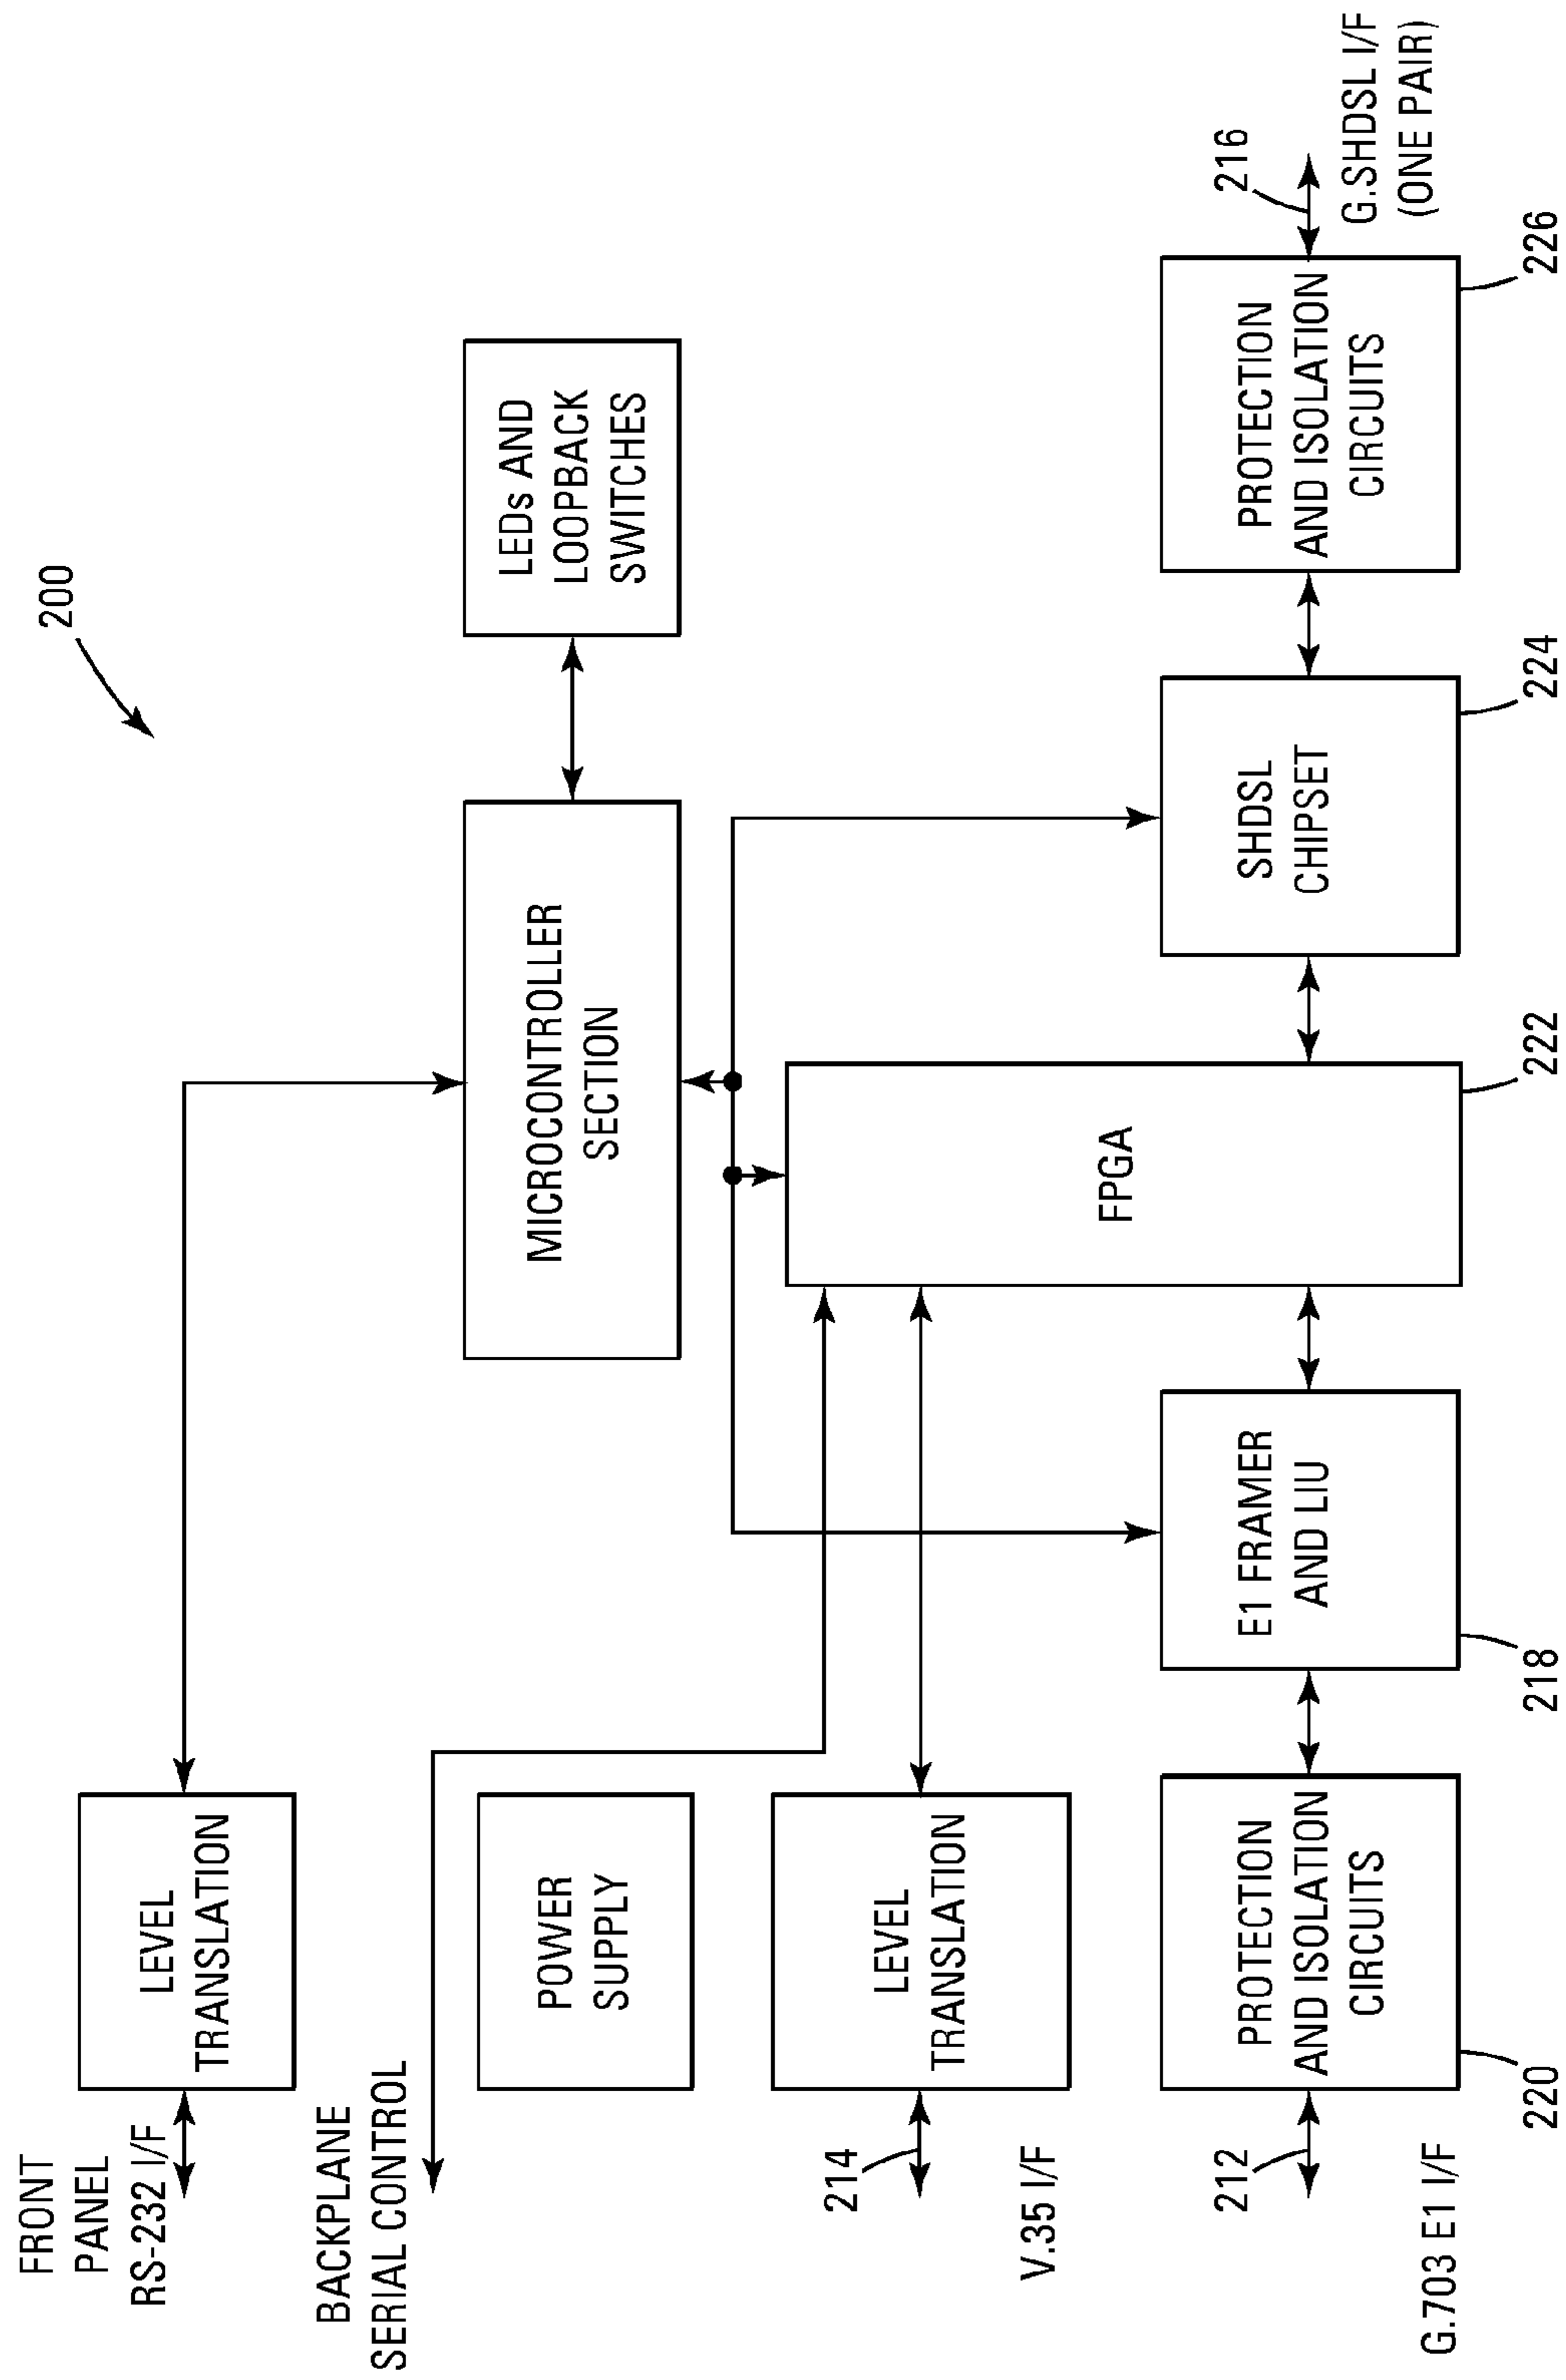 200
FRONT
PANEL
RS-232 I/F
LEVEL
TRANSLATION
BACKPLANE
SERIAL CONTROL
MICROCONTROLLER
SECTION
LEDs AND
LOOPBACK
SWITCHES
POWER
SUPPLY
214
V.35 I/F
LEVEL
TRANSLATION
FPGA
222
212
G.703 E1 I/F
PROTECTION
AND ISOLATION
CIRCUITS
220
E1 FRAMER
AND LIU
218
SHDSL
CHIPSET
224
PROTECTION
AND ISOLATION
CIRCUITS
226
216
G.SHDSL I/F
(ONE PAIR)